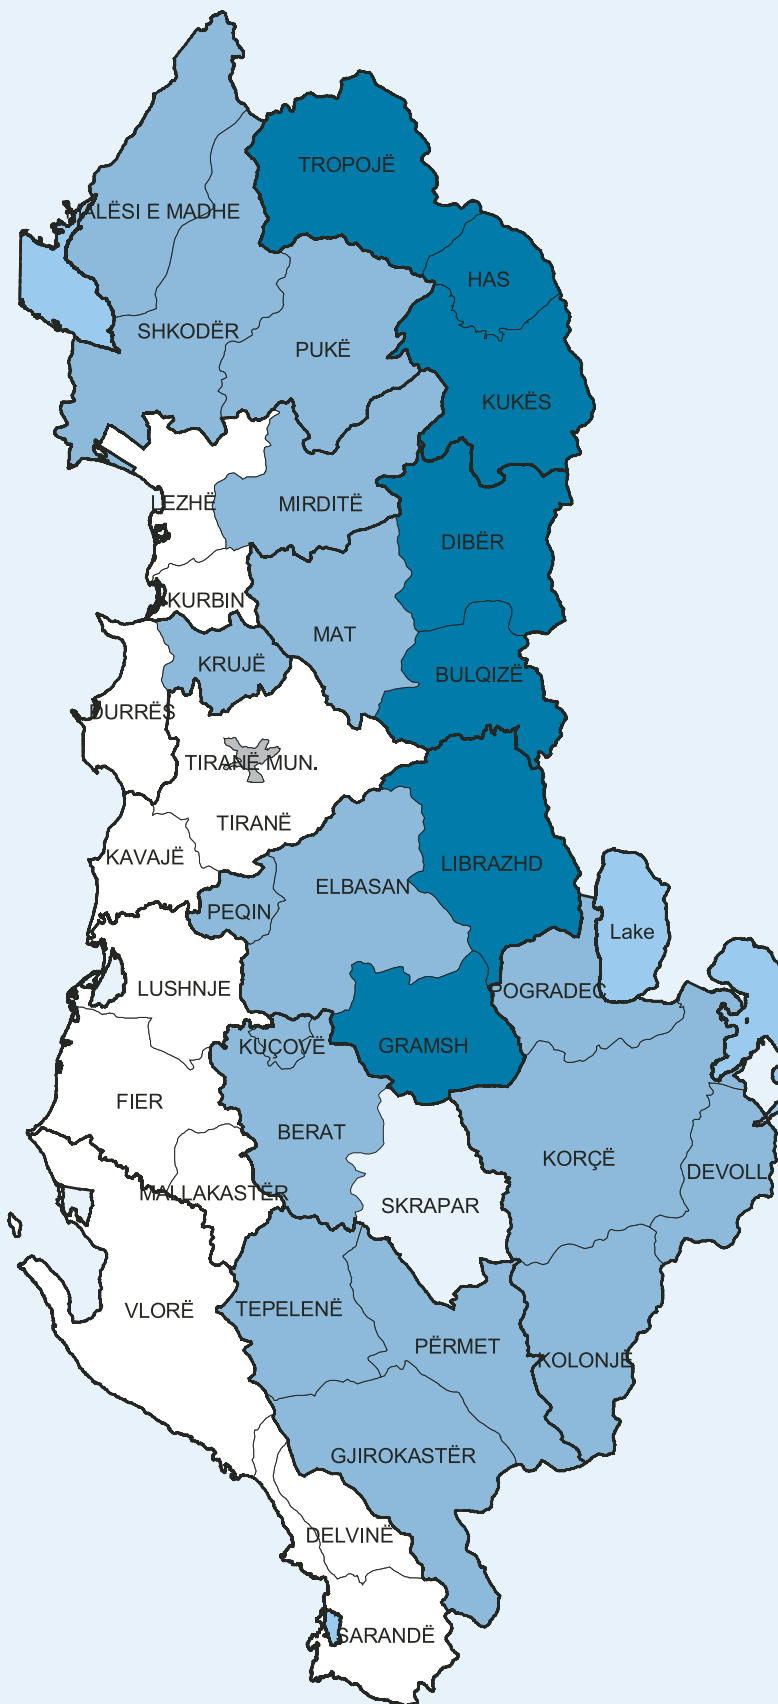 TROPOJË
ALËSI E MADHE
HAS
SHKODËR
PUKË
KUKËS
LEZHË
MIRDITË
DIBËR
KURBIN
MAT
KRUJË
BULQIZË
DURRËS
TIRANË MUN.
TIRANË
KAVAJË
LIBRAZHD
ELBASAN
PEQIN
Lake
LUSHNJE
POGRADEC
KUÇOVË
GRAMSH
FIER
BERAT
KORÇË
DEVOLL
MALLAKASTËR
SKRAPAR
VLORË
TEPELENË
PËRMET
KOLONJË
GJIROKASTËR
DELVINË
SARANDË